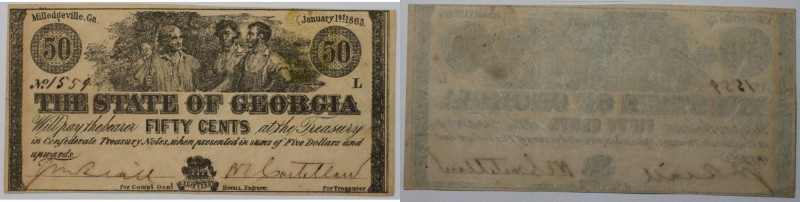 Milledgeville, Ga. January 1st 1863.
50 50
No. 1559 L
THE STATE OF GEORGIA
Will pay the bearer FIFTY CENTS at the Treasury
in Confederate Treasury Notes, when presented in sums of Five Dollars and
upwards.
For Compt. Genl. Howell, Engraver. For Treasurer